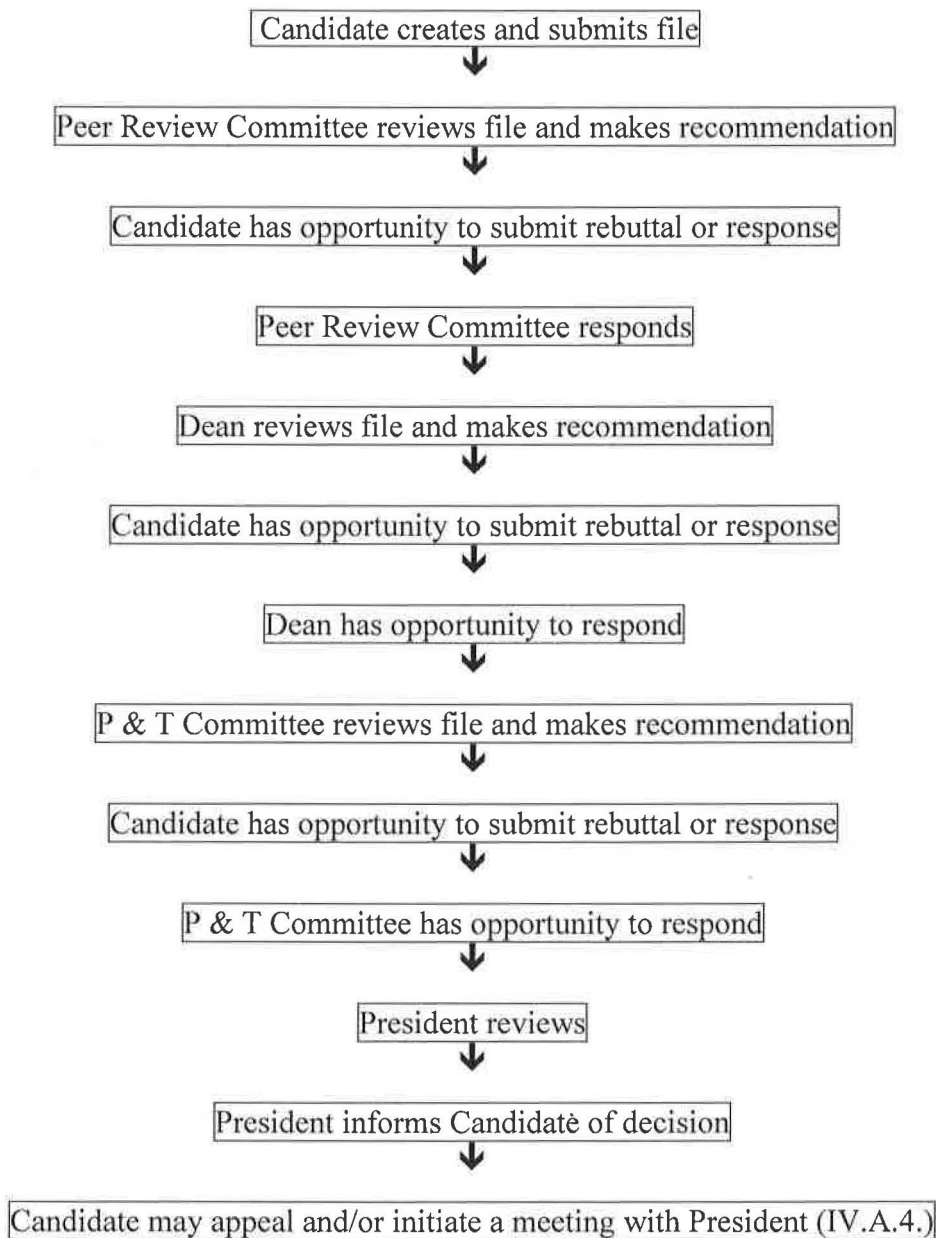 Candidate creates and submits file
Peer Review Committee reviews file and makes recommendation
Candidate has opportunity to submit rebuttal or response
Peer Review Committee responds
Dean reviews file and makes recommendation
Candidate has opportunity to submit rebuttal or response
Dean has opportunity to respond
P & T Committee reviews file and makes recommendation
Candidate has opportunity to submit rebuttal or response
P & T Committee has opportunity to respond
President reviews
President informs Candidate of decision
Candidate may appeal and/or initiate a meeting with President (IV.A.4.)